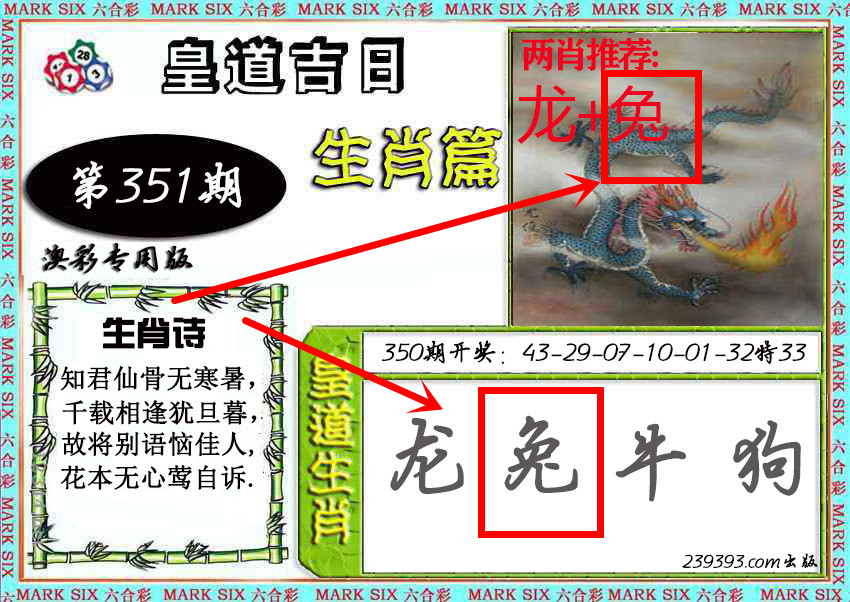 MARK SIX 六合彩 MARK SIX 六合彩 MARK SIX 六合彩 MARK SIX 六合彩 MARK SIX 六合彩 MARK SIX 六合彩
28
1
3
皇道吉日
两肖推荐:
龙+兔
生肖篇
第351期
澳彩专用版
生肖诗
知君仙骨无寒暑，
千载相逢犹旦暮，
故将别语恼佳人，
花本无心莺自诉.
350期开奖：43-29-07-10-01-32特33
皇道生肖
龙 兔 牛 狗
239393.com出版
MARK SIX 六合彩 MARK SIX 六合彩 MARK SIX 六合彩 MARK SIX 六合彩 MARK SIX 六合彩 MARK SIX